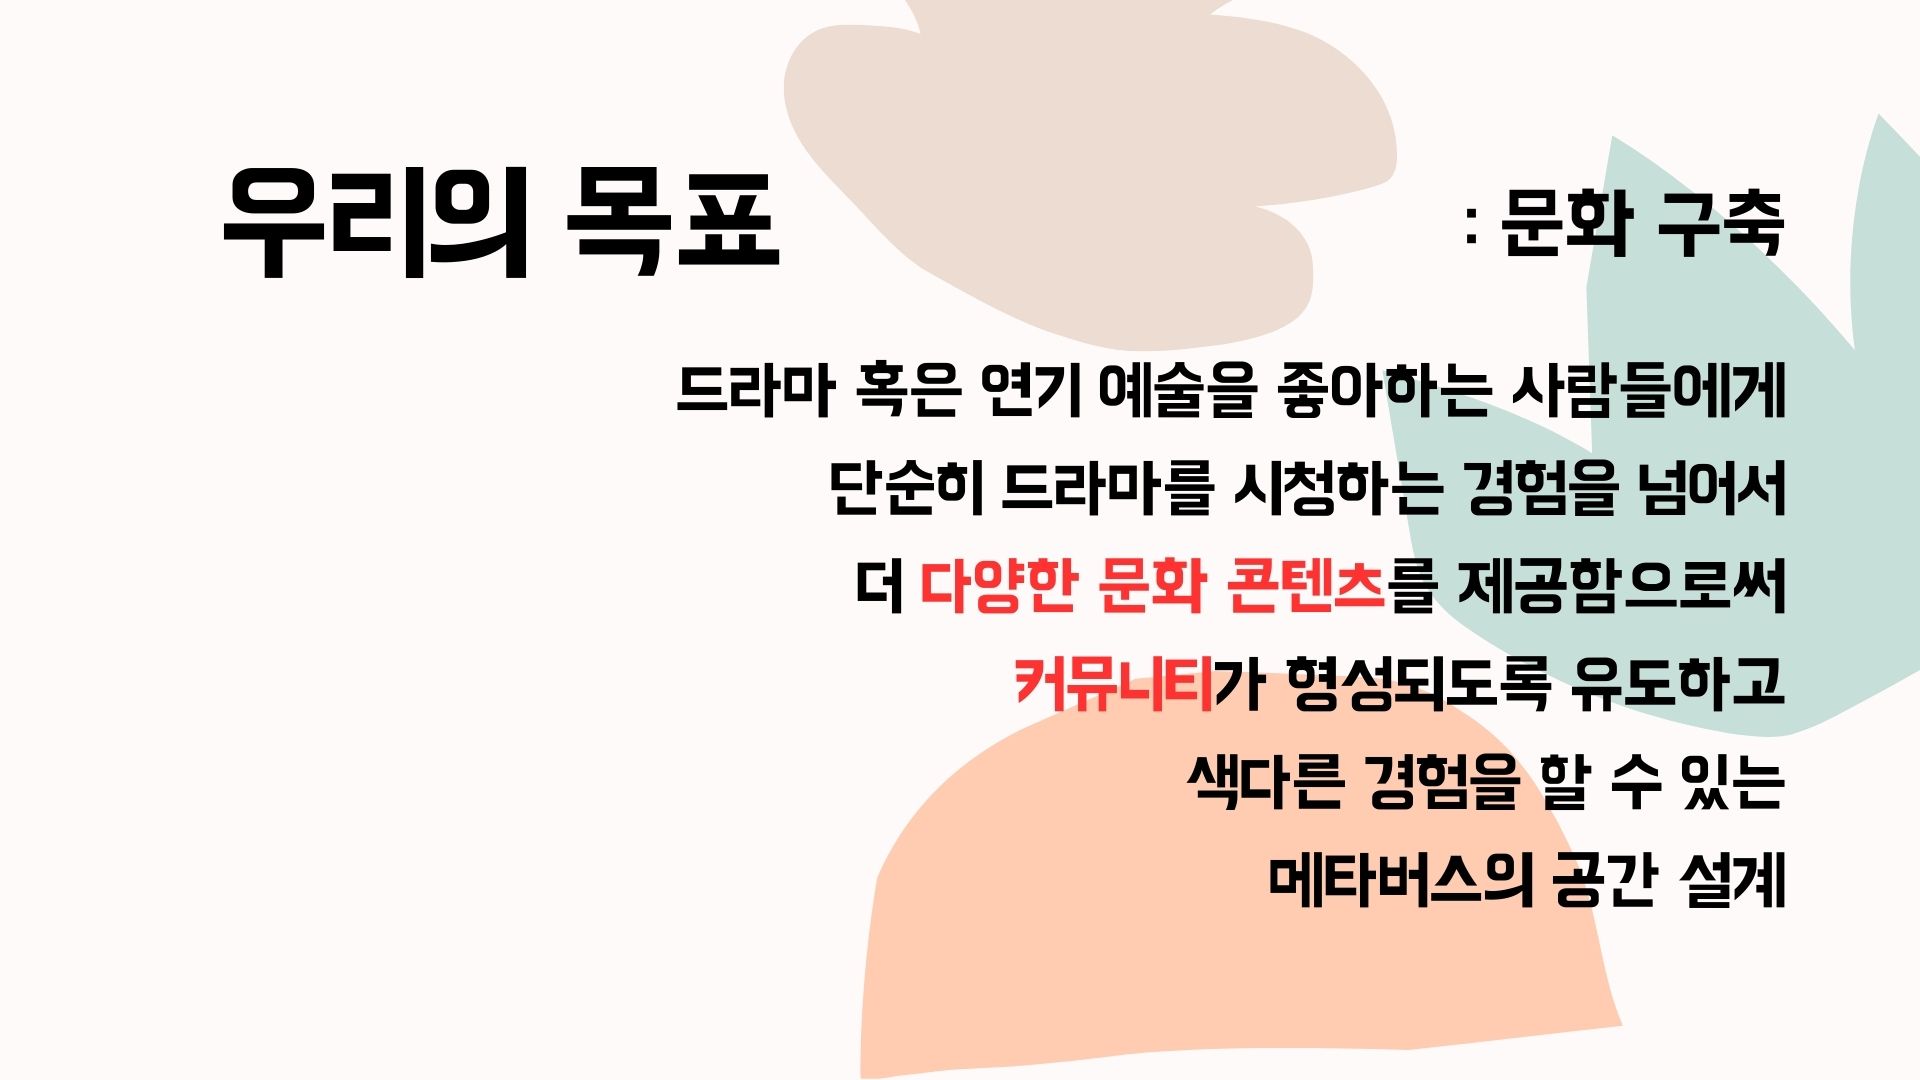 우리의 목표
: 문화 구축
드라마 혹은 연기 예술을 좋아하는 사람들에게
단순히 드라마를 시청하는 경험을 넘어서
더 다양한 문화 콘텐츠를 제공함으로써
커뮤니티가 형성되도록 유도하고
색다른 경험을 할 수 있는
메타버스의 공간 설계